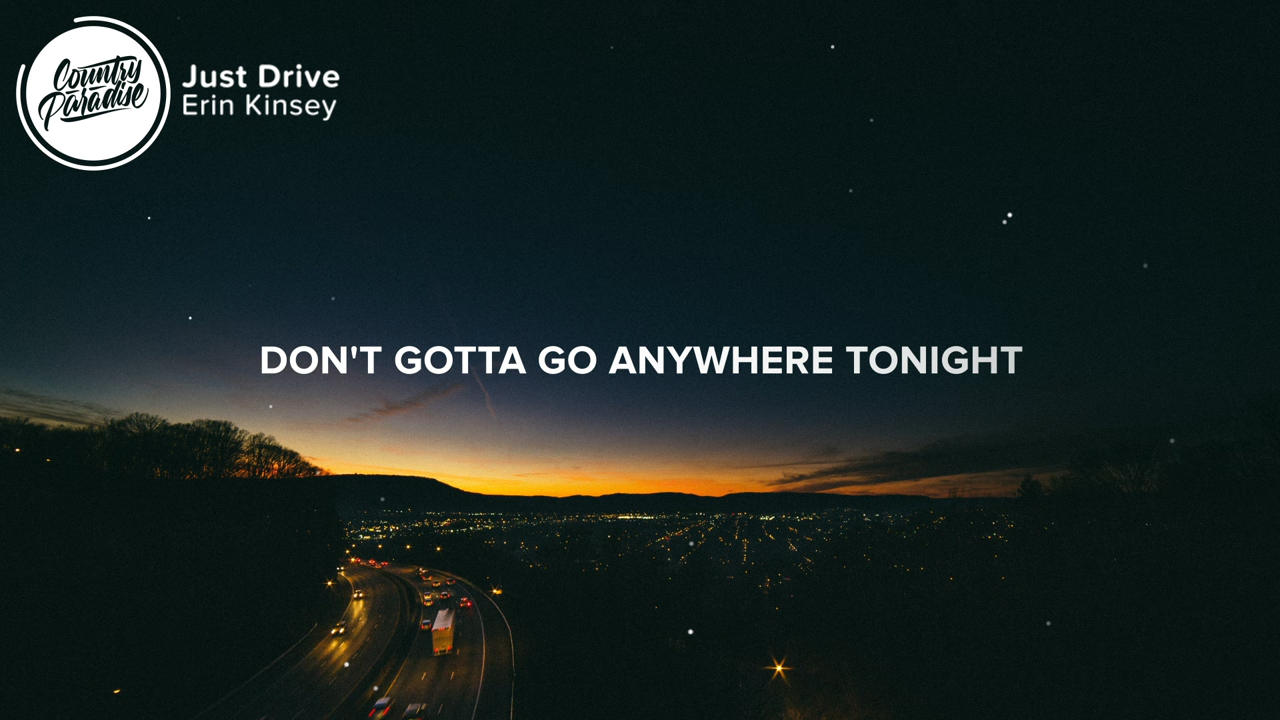 Country
Paradise
Just Drive
Erin Kinsey
DON'T GOTTA GO ANYWHERE TONIGHT